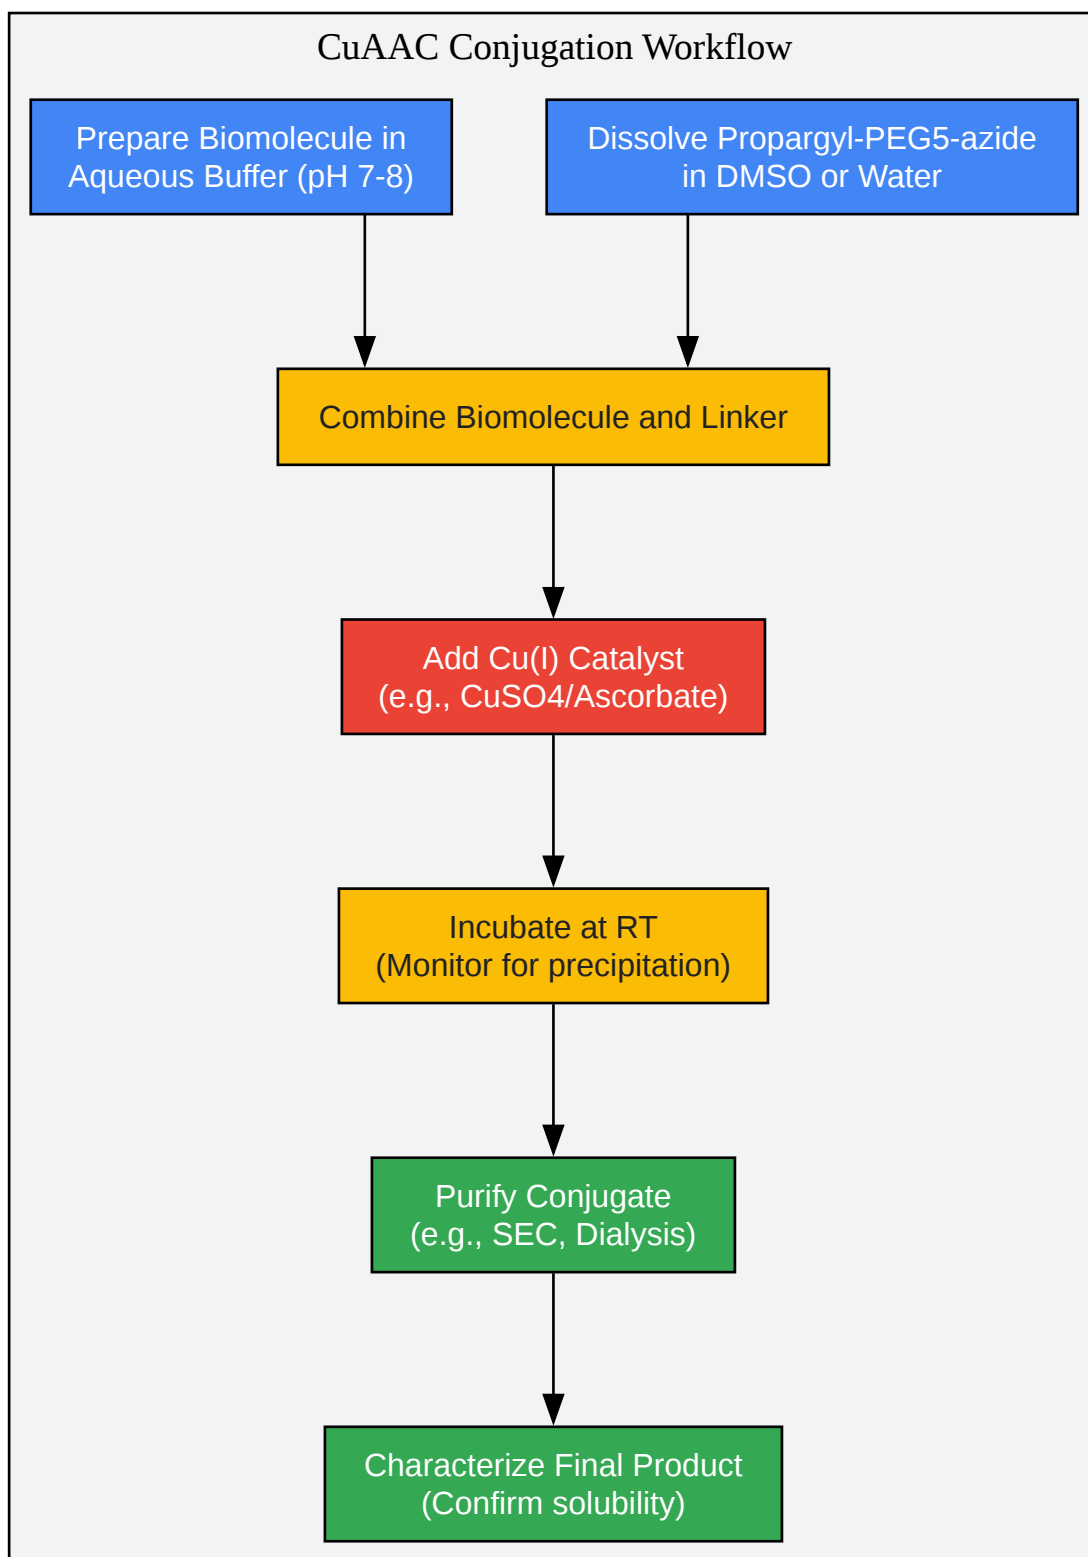 CuAAC Conjugation Workflow
Prepare Biomolecule in
Aqueous Buffer (pH 7-8)
Dissolve Propargyl-PEG5-azide
in DMSO or Water
Combine Biomolecule and Linker
Add Cu(I) Catalyst
(e.g., CuSO4/Ascorbate)
Incubate at RT
(Monitor for precipitation)
Purify Conjugate
(e.g., SEC, Dialysis)
Characterize Final Product
(Confirm solubility)